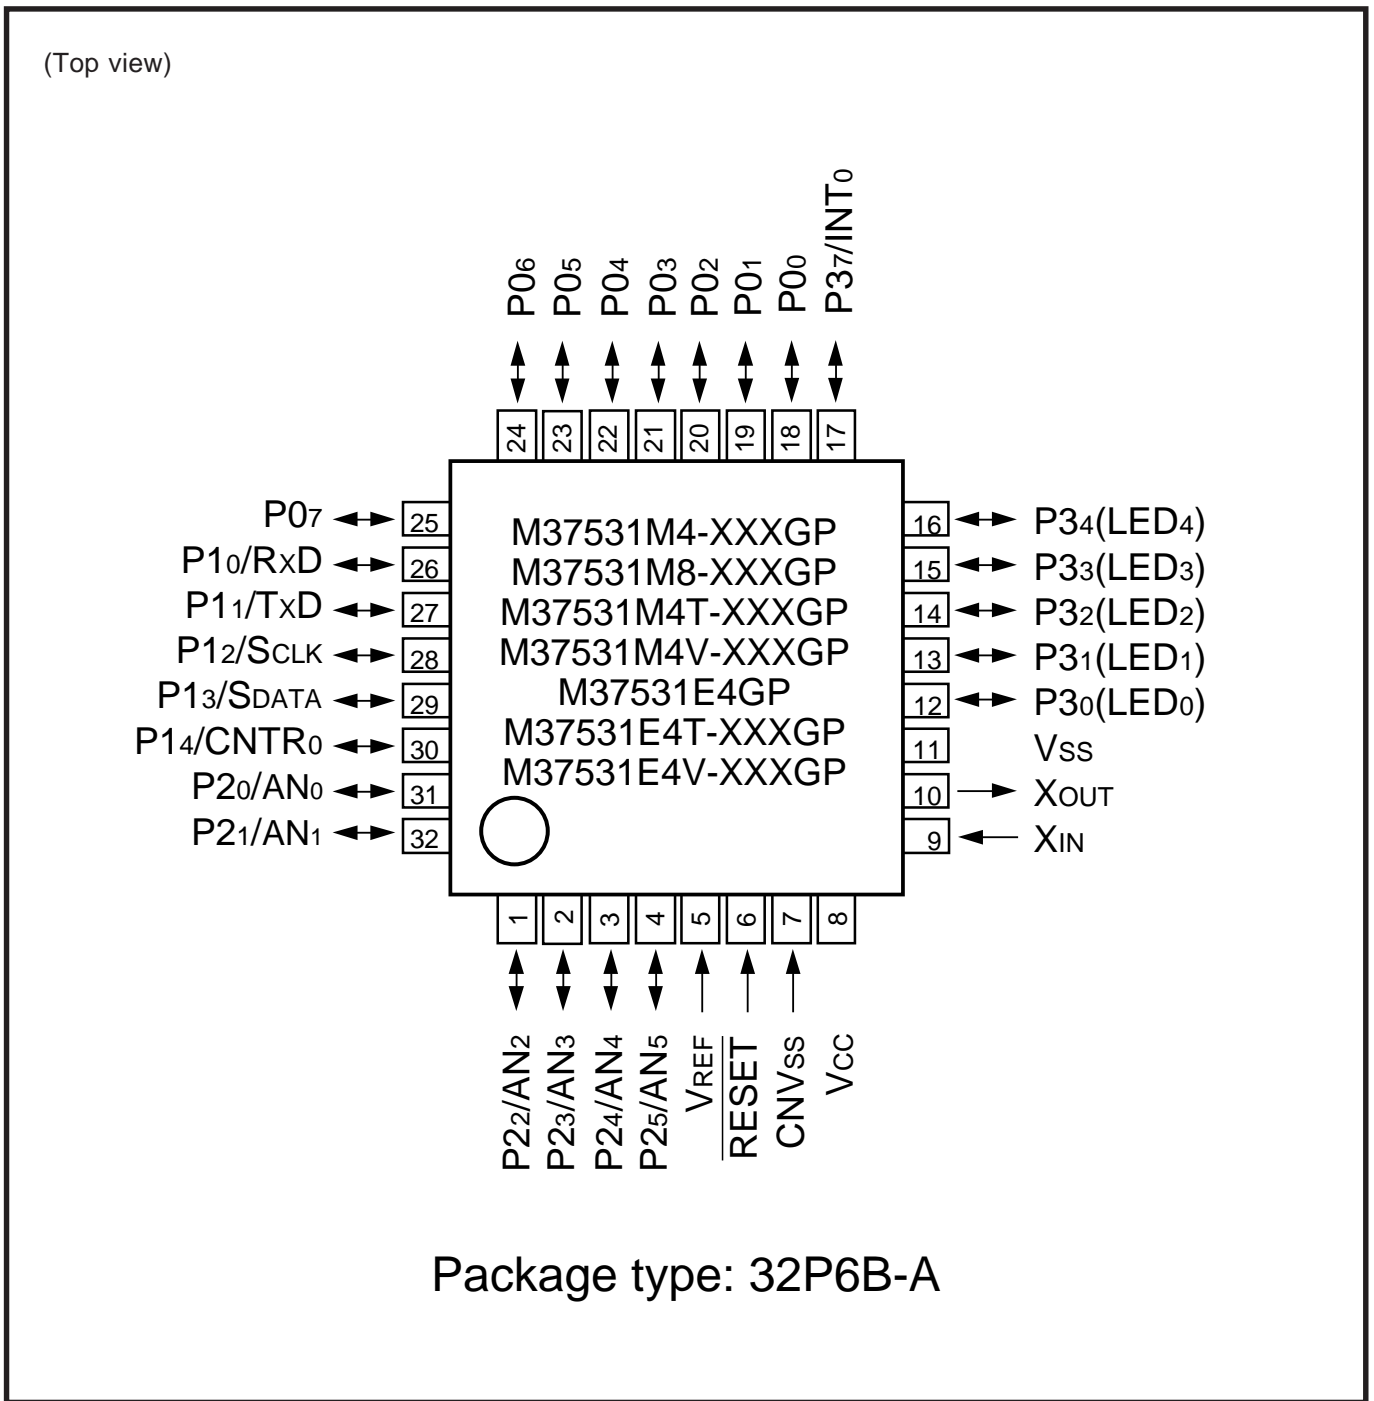 (Top view)
P06
P05
P04
P03
P02
P01
P00
P37/INT0
24
23
22
21
20
19
18
17
P07
25
P10/RxD
26
P11/TxD
27
P12/SCLK
28
P13/SDATA
29
P14/CNTR0
30
P20/AN0
31
P21/AN1
32
M37531M4-XXXGP
M37531M8-XXXGP
M37531M4T-XXXGP
M37531M4V-XXXGP
M37531E4GP
M37531E4T-XXXGP
M37531E4V-XXXGP
16
P34(LED4)
15
P33(LED3)
14
P32(LED2)
13
P31(LED1)
12
P30(LED0)
11
VSS
10
XOUT
9
XIN
1
2
3
4
5
6
7
8
P22/AN2
P23/AN3
P24/AN4
P25/AN5
VREF
RESET
CNVSS
VCC
Package type: 32P6B-A